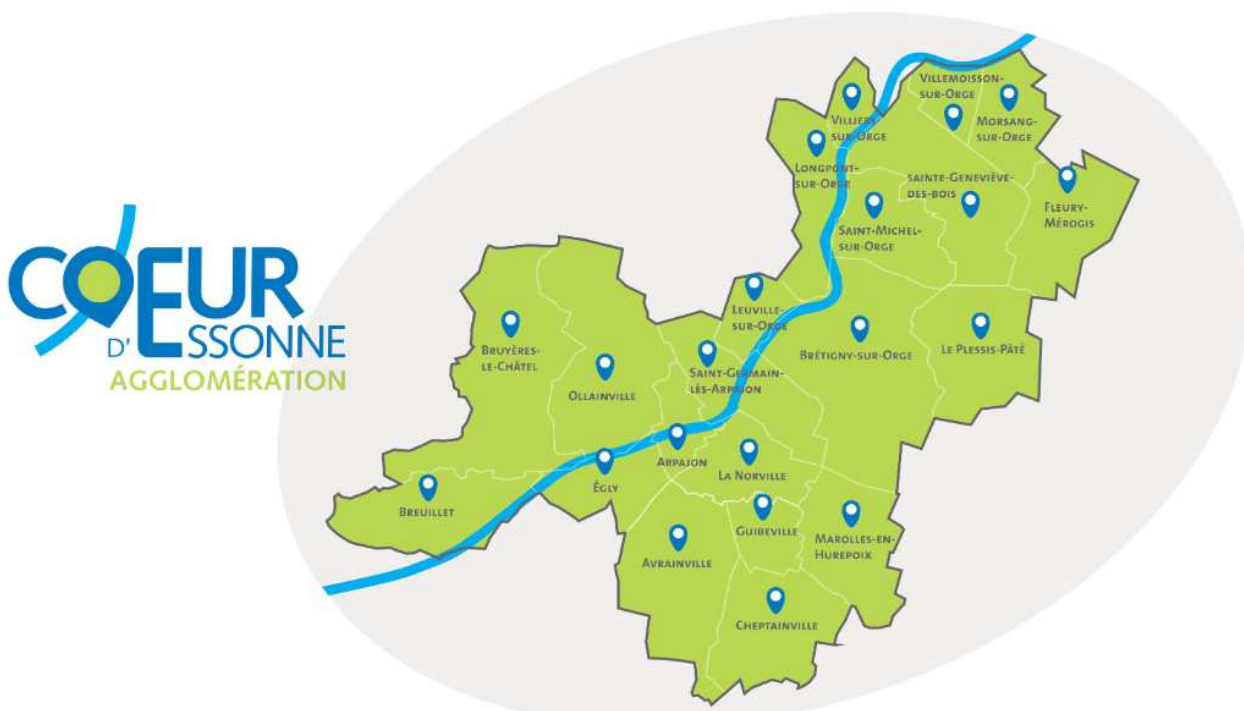 COEUR
D'ESSONNE
AGGLOMÉRATION
VILLEMOISSON-
SUR-ORGE
MORSANG-
SUR-ORGE
VILLIERS-
SUR-ORGE
LONGPONT-
SUR-ORGE
SAINTE-GENEVIÈVE-
DES-BOIS
FLEURY-
MÉROGIS
SAINT-MICHEL-
SUR-ORGE
LEUVILLE-
SUR-ORGE
BRÉTIGNY-SUR-ORGE
LE PLESSIS-PÂTÉ
BRUYÈRES-
LE-CHÂTEL
OLLAINVILLE
SAINT-GERMAIN-
LÈS-ARPAJON
ARPAJON
LA NORVILLE
ÉGLY
BREUILLET
GUIBEVILLE
MAROLLES-EN-
HUREPOIX
AVRAINVILLE
CHEPTAINVILLE